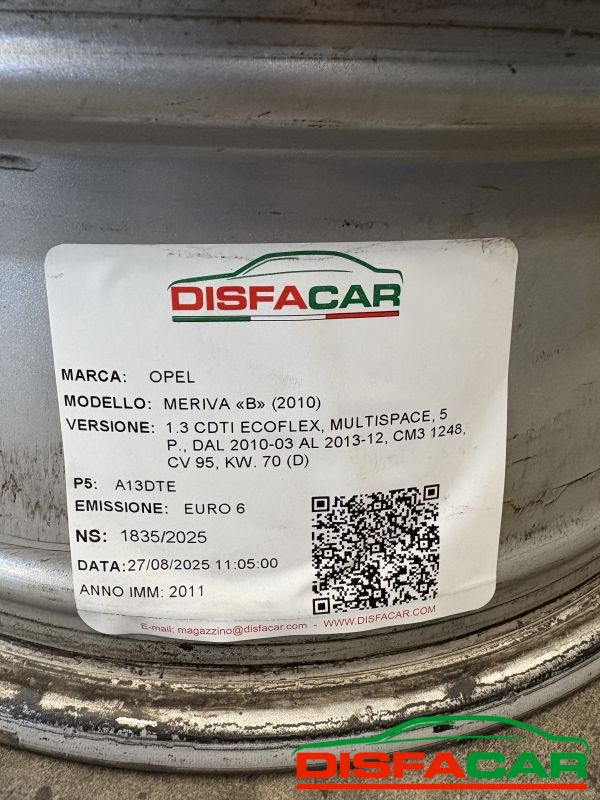 DISFACAR
MARCA: OPEL
MODELLO: MERIVA «B» (2010)
VERSIONE: 1.3 CDTI ECOFLEX, MULTISPACE, 5
P., DAL 2010-03 AL 2013-12, CM3 1248,
CV 95, KW. 70 (D)
P5: A13DTE
EMISSIONE: EURO 6
NS: 1835/2025
DATA:27/08/2025 11:05:00
ANNO IMM: 2011
E-mail: magazzino@disfacar.com - WWW.DISFACAR.COM
DISFACAR